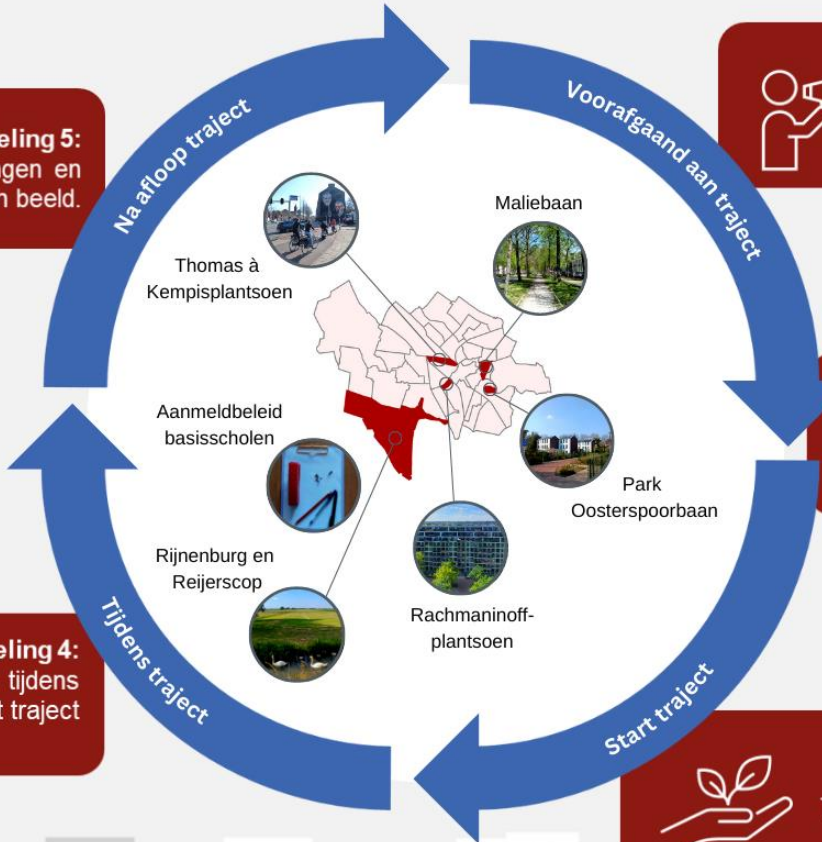 eling 5:
ngen en
n beeld.
Na afloop traject
Voorafgaand aan traject
Maliebaan
Thomas à
Kempisplantsoen
Aanmeldbeleid
basisscholen
Park
Oosterspoorbaan
Rijnenburg en
Reijerscop
Rachmaninoff-
plantsoen
eling 4:
tijdens
t traject
Tijdens traject
Start traject